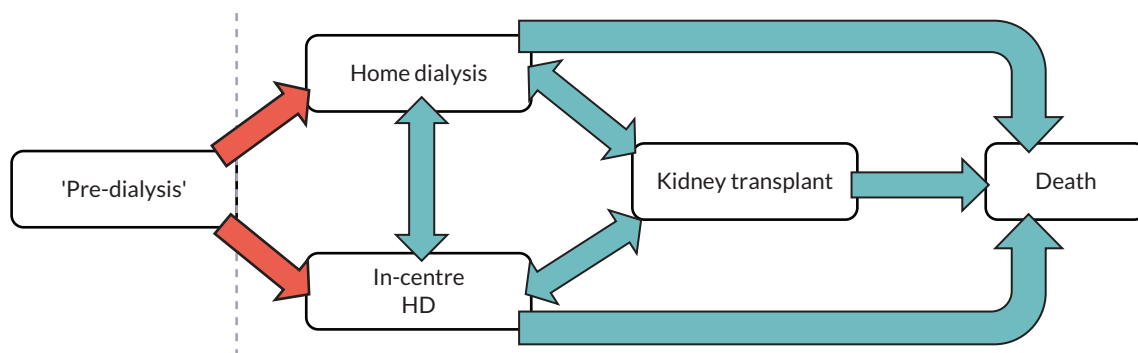 Home dialysis
'Pre-dialysis'
Kidney transplant
Death
In-centre
HD